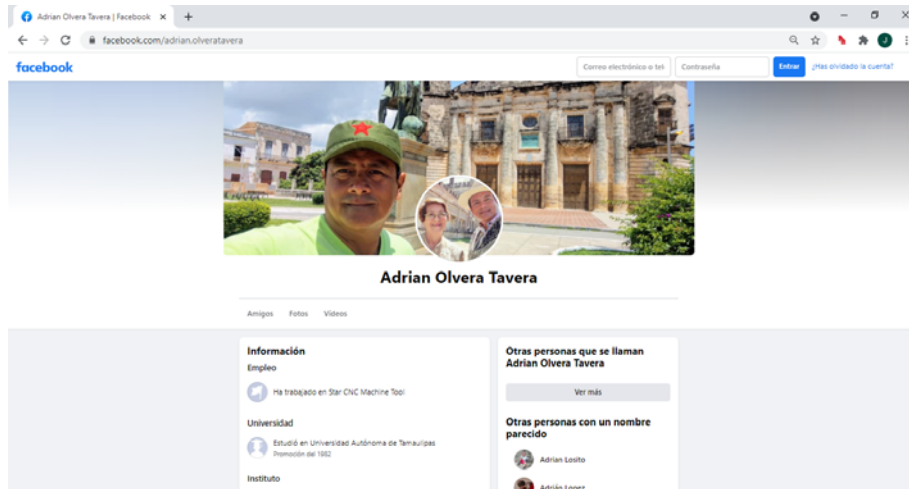 Adrian Olvera Tavera | Facebook
facebook.com/adrian.olveratavera
J
facebook
Correo electrónico o tel
Contraseña
Entrar
¿Has olvidado la cuenta?
Adrian Olvera Tavera
Amigos Fotos Vídeos
Información
Empleo
Ha trabajado en Star CNC Machine Tool
Universidad
Estudió en Universidad Autónoma de Tamaulipas
Promoción del 1982
Instituto
Otras personas que se llaman
Adrian Olvera Tavera
Ver más
Otras personas con un nombre
parecido
Adrian Losito
Adrián Lopez